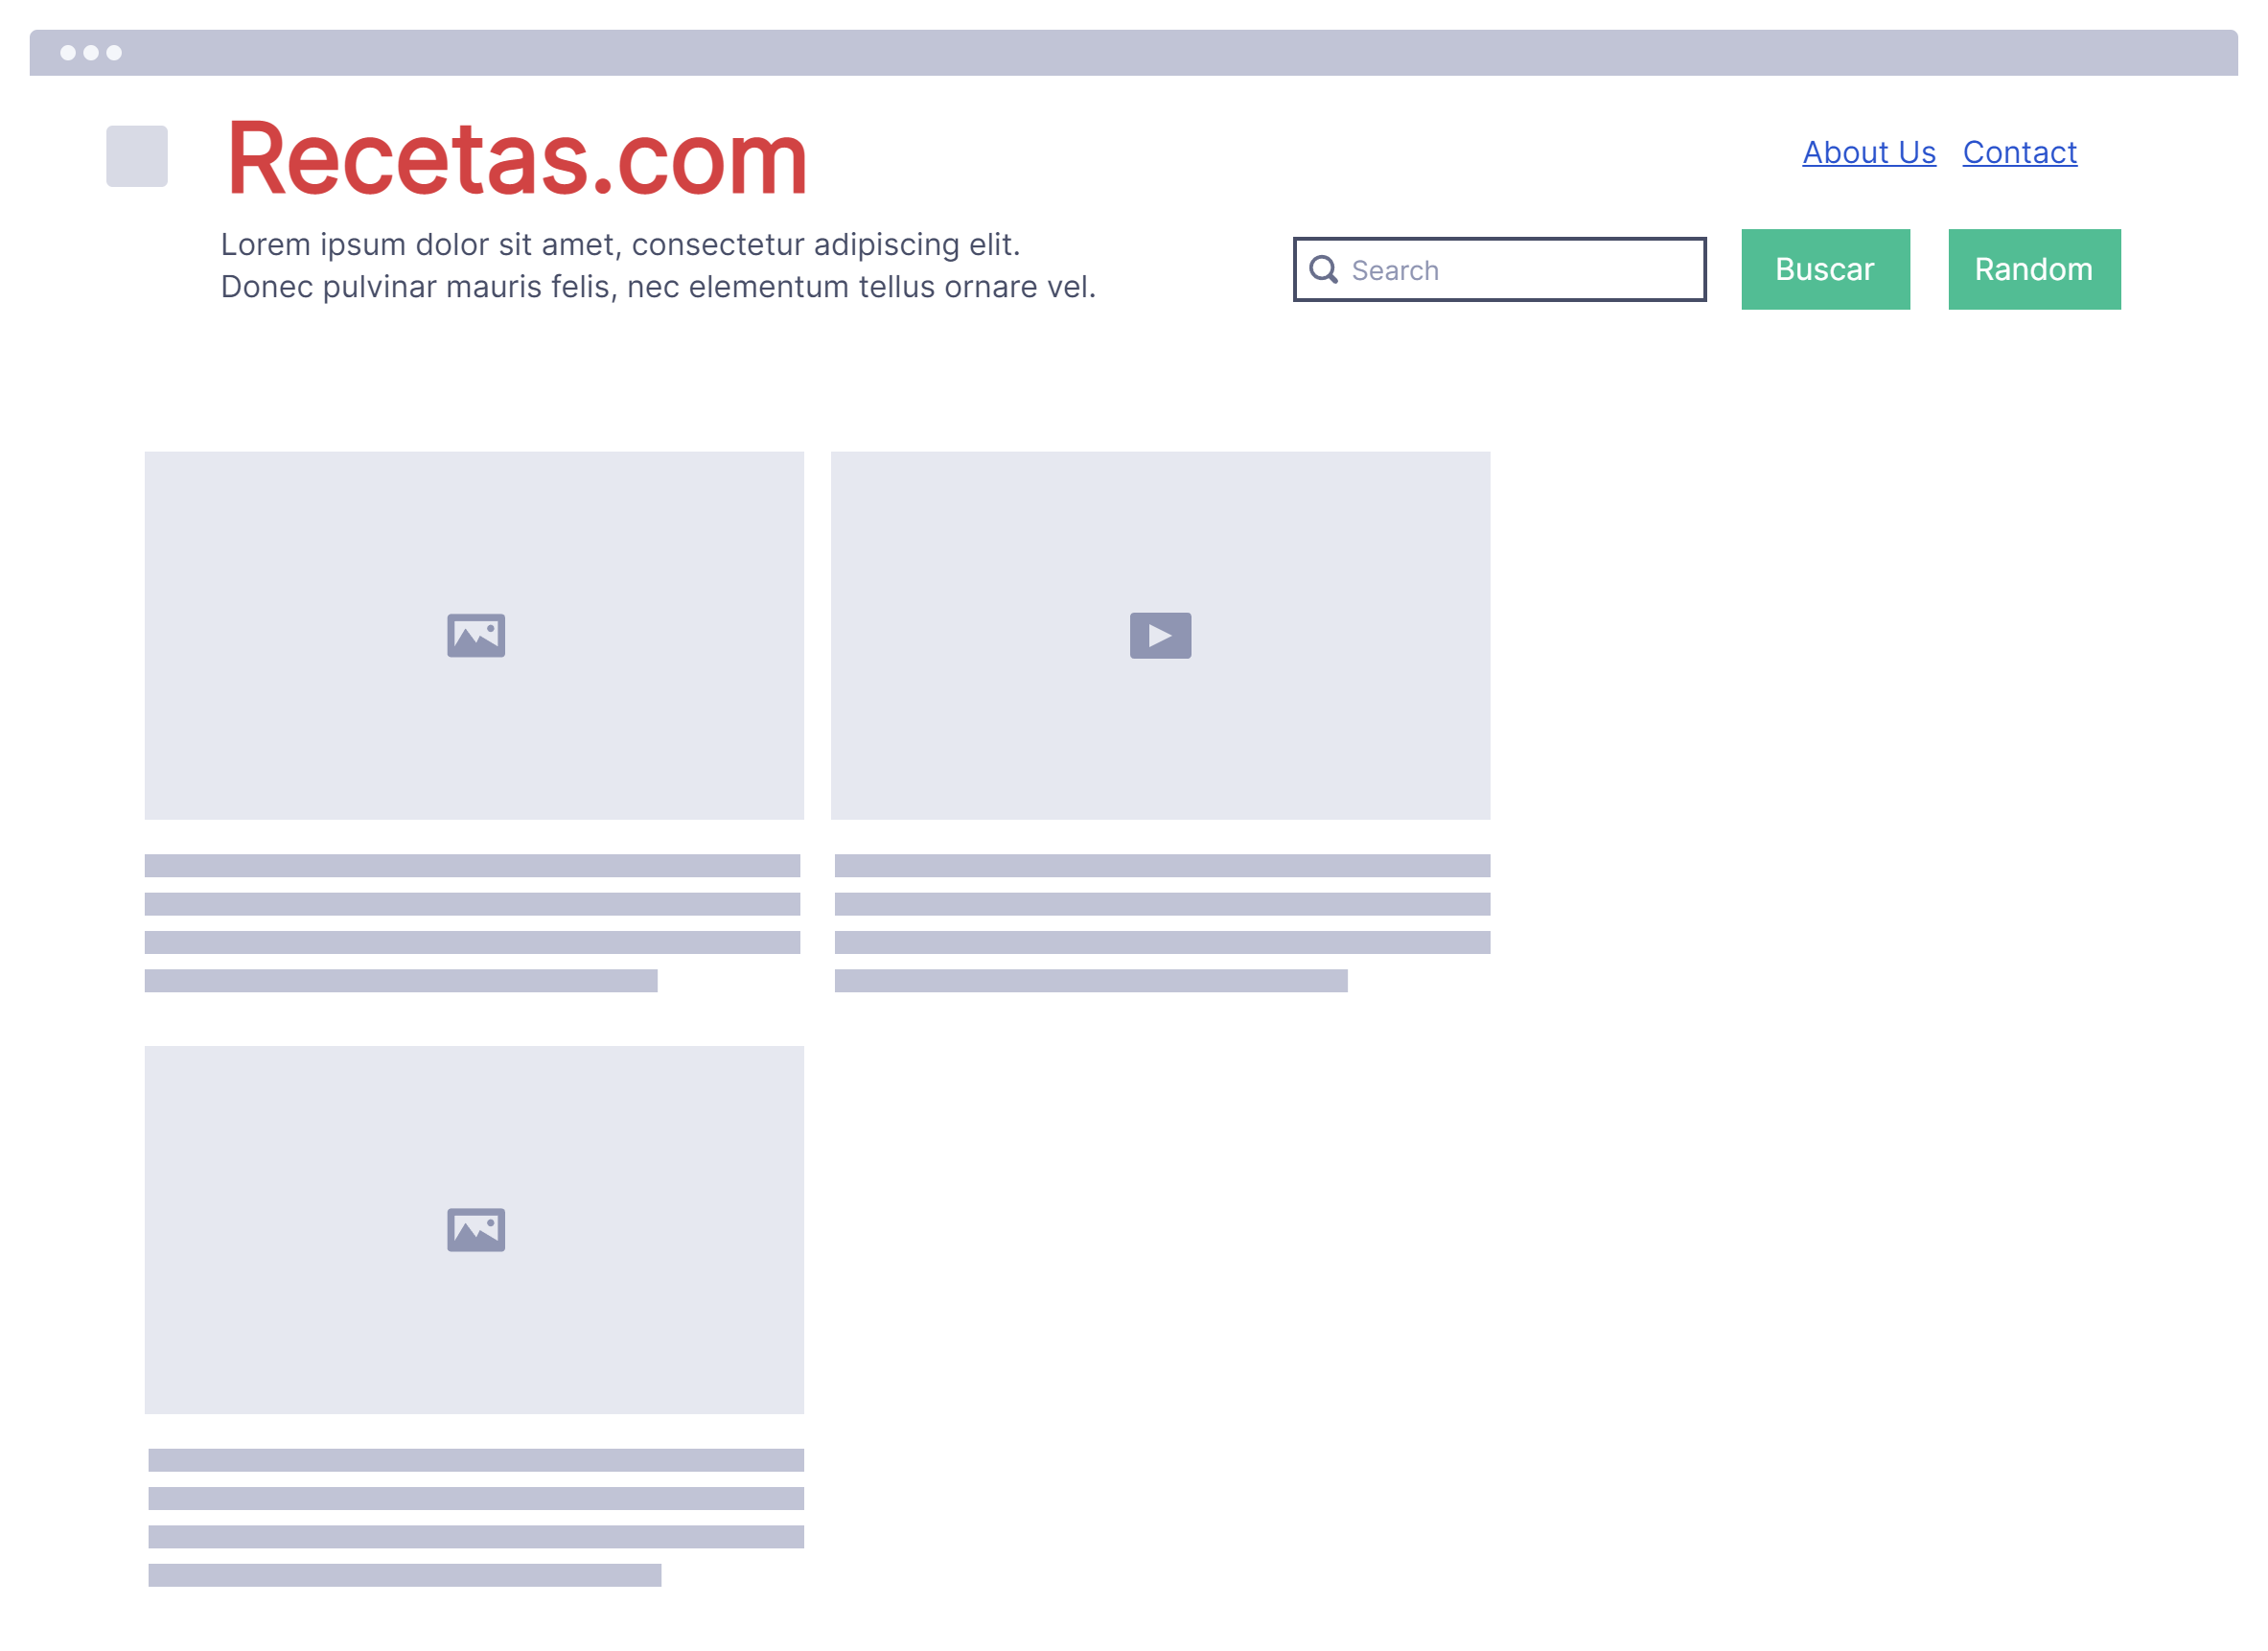 Recetas.com
About Us Contact
Lorem ipsum dolor sit amet, consectetur adipiscing elit.
Donec pulvinar mauris felis, nec elementum tellus ornare vel.
Search
Buscar
Random